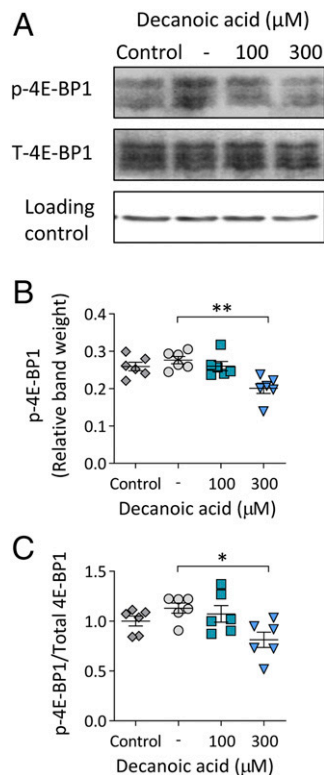 A
Decanoic acid (µM)
Control - 100 300
p-4E-BP1
T-4E-BP1
Loading
control
B
**
p-4E-BP1
(Relative band weight)
0.4
0.3
0.2
0.1
0.0
Control - 100 300
Decanoic acid (µM)
C
*
p-4E-BP1/Total 4E-BP1
1.5
1.0
0.5
0.0
Control - 100 300
Decanoic acid (µM)